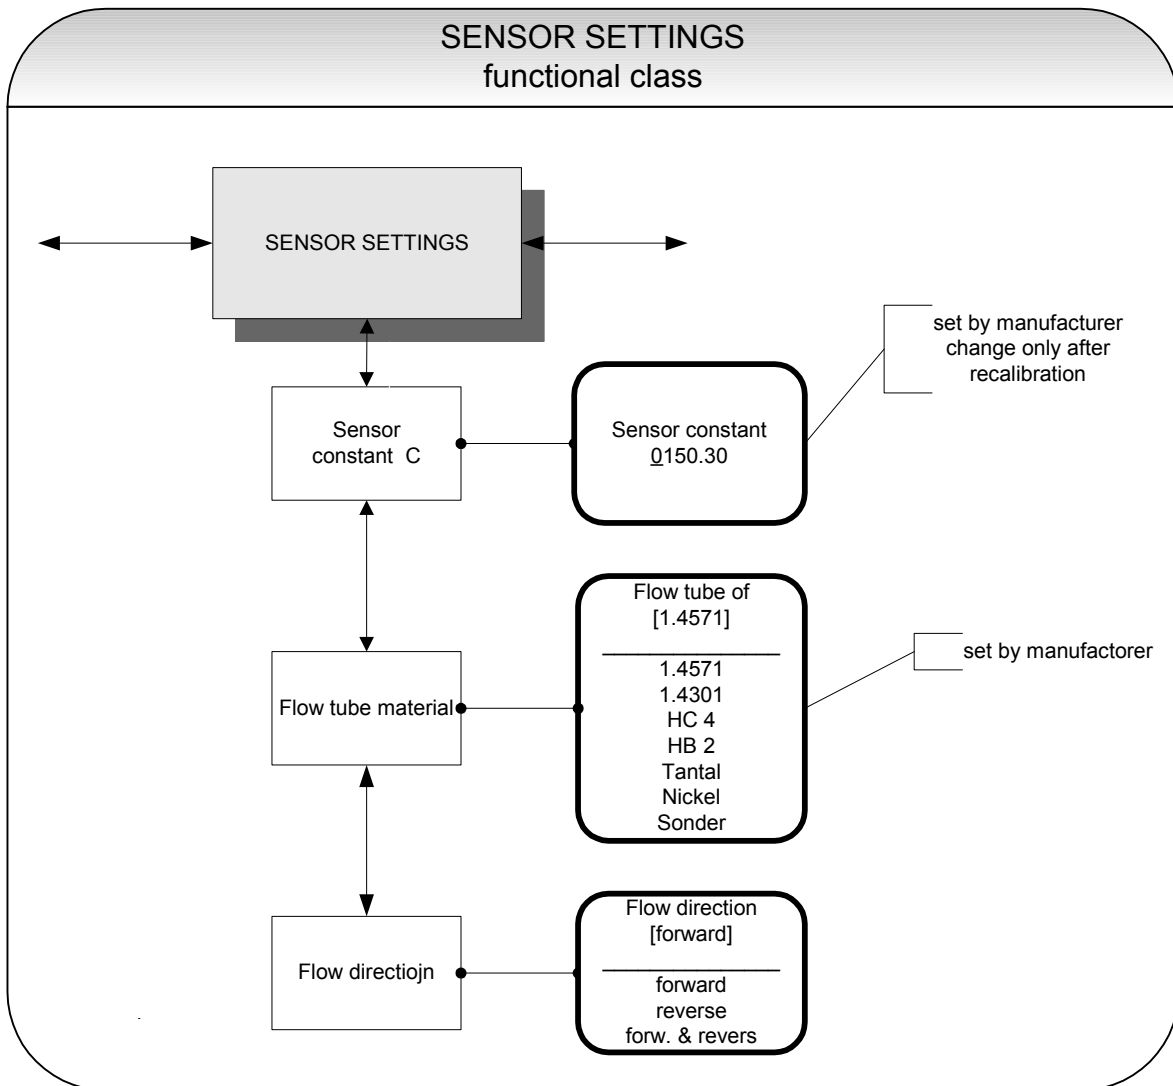 SENSOR SETTINGS
functional class
SENSOR SETTINGS
set by manufacturer
change only after
recalibration
Sensor
constant C
Sensor constant
0150.30
Flow tube of
[1.4571]
1.4571
1.4301
HC 4
HB 2
Tantal
Nickel
Sonder
set by manufactorer
Flow tube material
Flow direction
[forward]
forward
reverse
forw. & revers
Flow directiojn